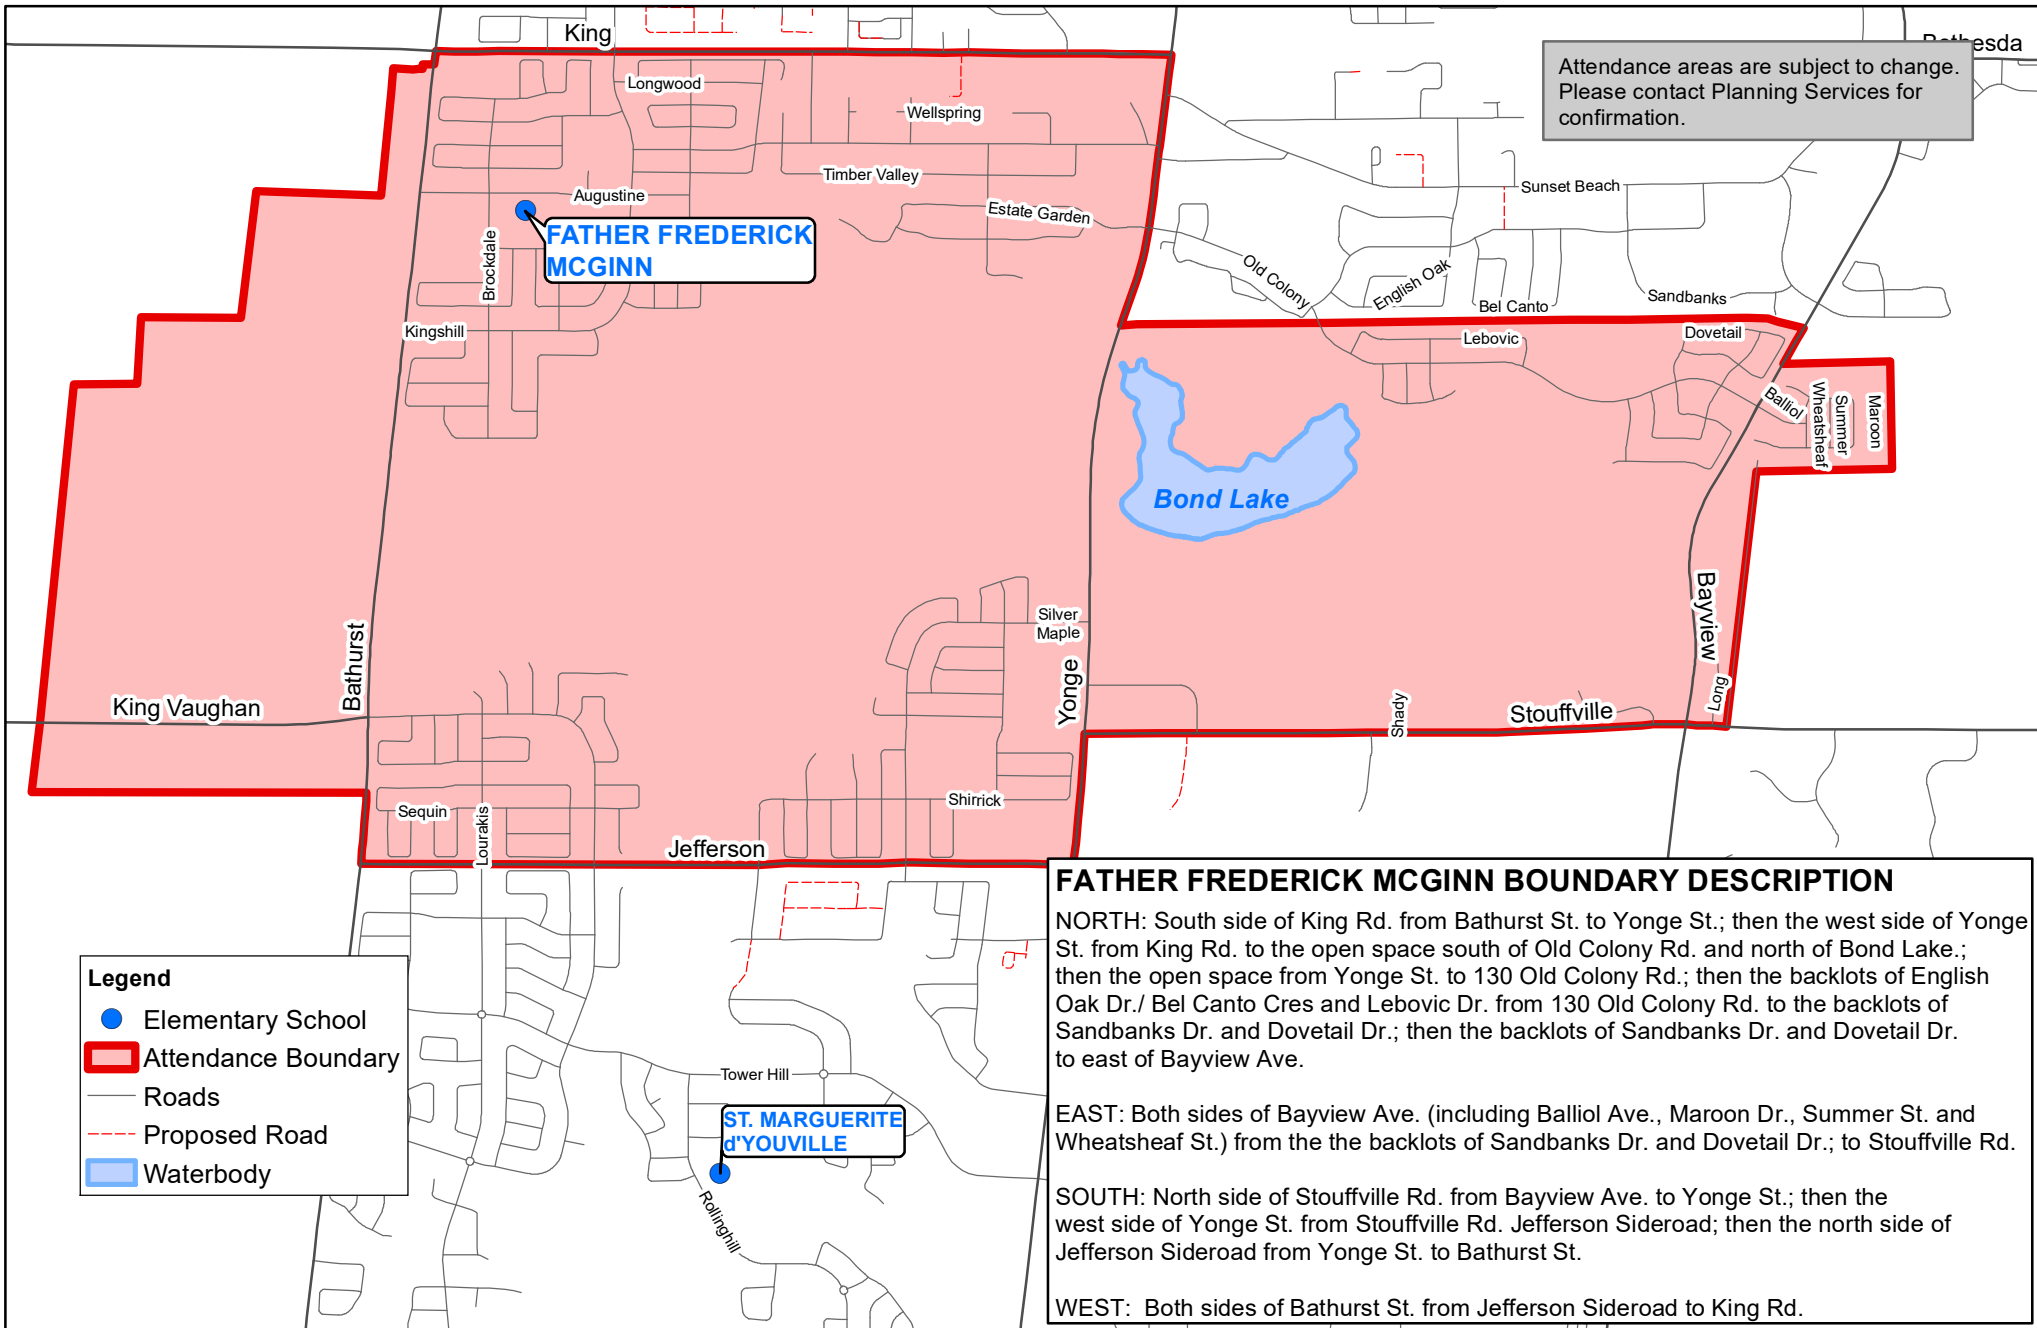 King
Bethesda
Attendance areas are subject to change.
Please contact Planning Services for
confirmation.
Longwood
Wellspring
Timber Valley
Augustine
Sunset Beach
Estate Garden
FATHER FREDERICK
MCGINN
Brockdale
Old Colony
English Oak
Bel Canto
Sandbanks
Kingshill
Lebovic
Dovetail
Balliol
Wheatsheaf
Summer
Maroon
Bond Lake
Silver
Maple
Bathurst
Yonge
Bayview
King Vaughan
Shady
Stouffville
Long
Sequin
Lourakis
Shirrick
Jefferson
FATHER FREDERICK MCGINN BOUNDARY DESCRIPTION
NORTH: South side of King Rd. from Bathurst St. to Yonge St.; then the west side of Yonge
St. from King Rd. to the open space south of Old Colony Rd. and north of Bond Lake.;
then the open space from Yonge St. to 130 Old Colony Rd.; then the backlots of English
Oak Dr./ Bel Canto Cres and Lebovic Dr. from 130 Old Colony Rd. to the backlots of
Sandbanks Dr. and Dovetail Dr.; then the backlots of Sandbanks Dr. and Dovetail Dr.
to east of Bayview Ave.
EAST: Both sides of Bayview Ave. (including Balliol Ave., Maroon Dr., Summer St. and
Wheatsheaf St.) from the the backlots of Sandbanks Dr. and Dovetail Dr.; to Stouffville Rd.
SOUTH: North side of Stouffville Rd. from Bayview Ave. to Yonge St.; then the
west side of Yonge St. from Stouffville Rd. Jefferson Sideroad; then the north side of
Jefferson Sideroad from Yonge St. to Bathurst St.
WEST: Both sides of Bathurst St. from Jefferson Sideroad to King Rd.
Legend
Elementary School
Attendance Boundary
Roads
Proposed Road
Waterbody
Tower Hill
ST. MARGUERITE
d'YOUVILLE
Rollinghill